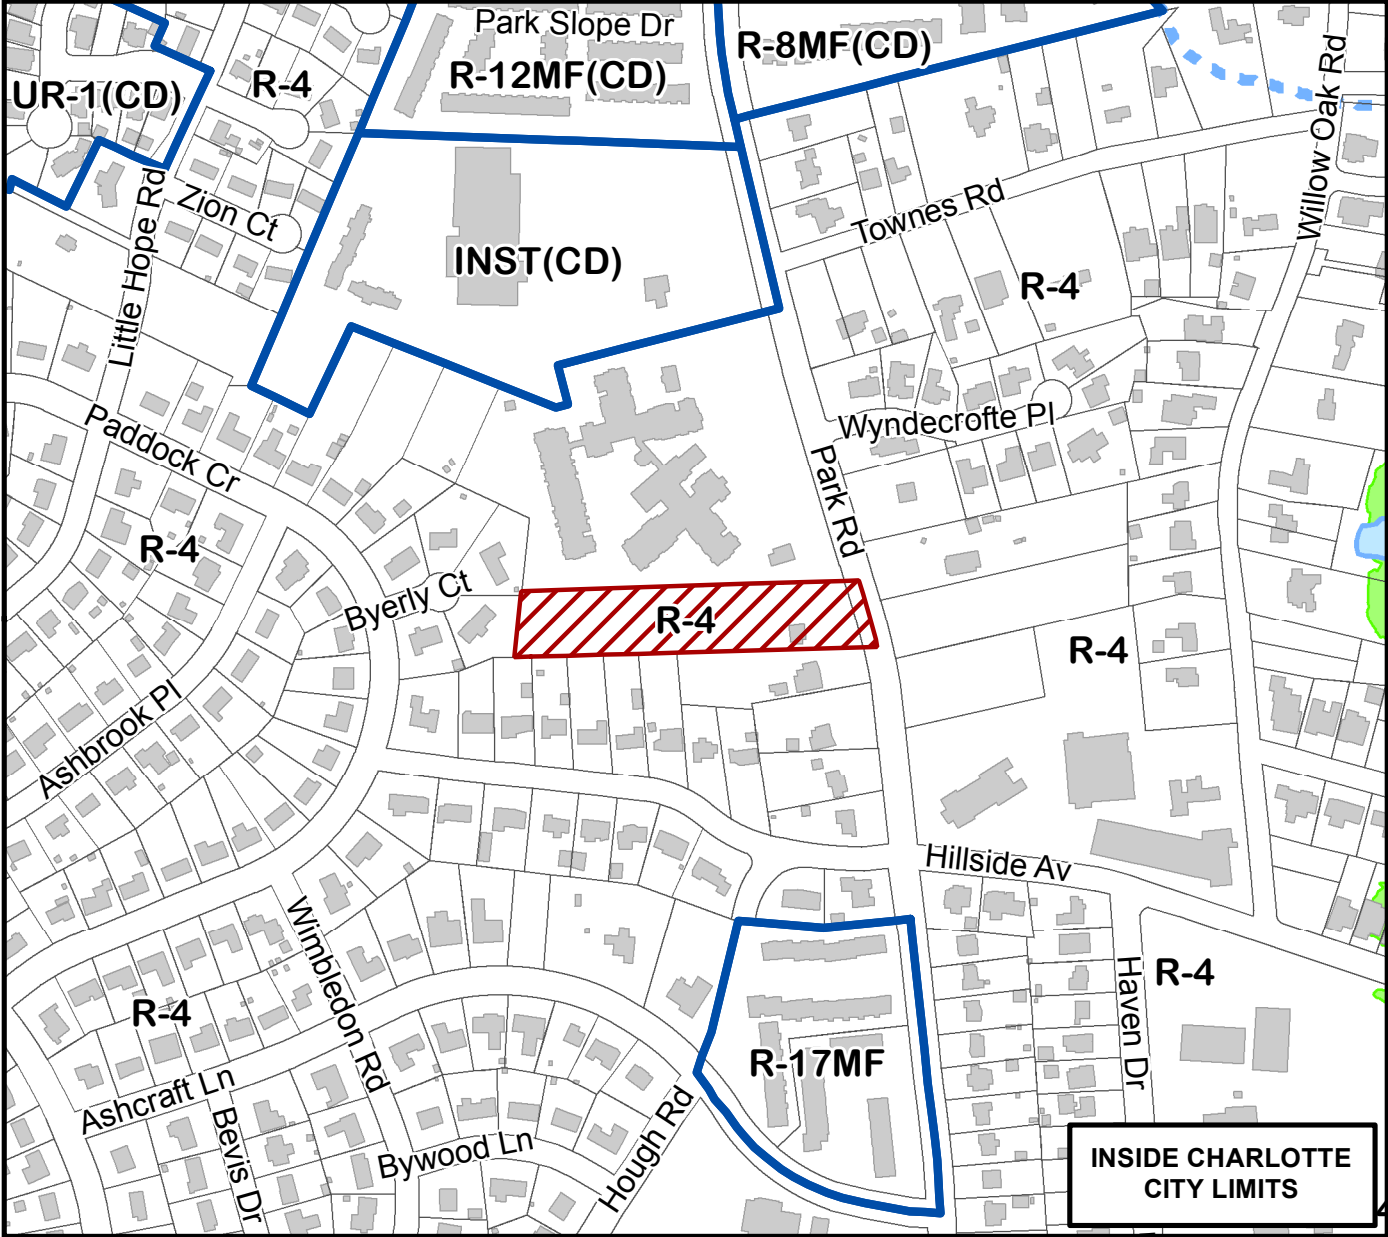 Park Slope Dr
R-8MF(CD)
R-12MF(CD)
R-4
UR-1(CD)
Willow Oak Rd
Little Hope Rd
Zion Ct
Townes Rd
INST(CD)
R-4
Wyndecrofte Pl
Paddock Cr
Park Rd
R-4
Byerly Ct
R-4
R-4
Ashbrook Pl
Hillside Av
Wimbledon Rd
R-4
Haven Dr
R-4
R-17MF
Ashcraft Ln
Bevis Dr
Bywood Ln
Hough Rd
INSIDE CHARLOTTE
CITY LIMITS